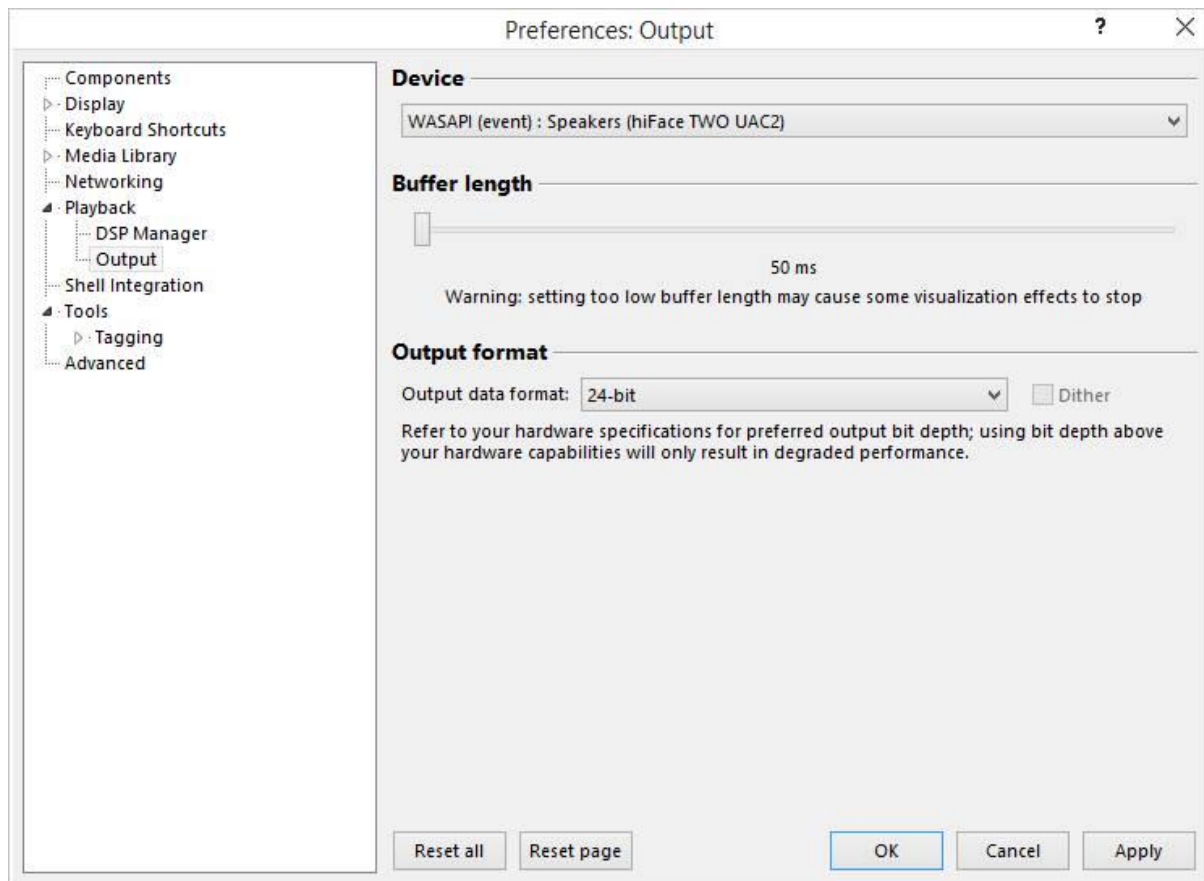 Preferences: Output
?
Components
Display
Keyboard Shortcuts
Media Library
Networking
Playback
DSP Manager
Output
Shell Integration
Tools
Tagging
Advanced
Device
WASAPI (event) : Speakers (hiFace TWO UAC2)
Buffer length
50 ms
Warning: setting too low buffer length may cause some visualization effects to stop
Output format
Output data format: 24-bit Dither
Refer to your hardware specifications for preferred output bit depth; using bit depth above
your hardware capabilities will only result in degraded performance.
Reset all Reset page OK Cancel Apply